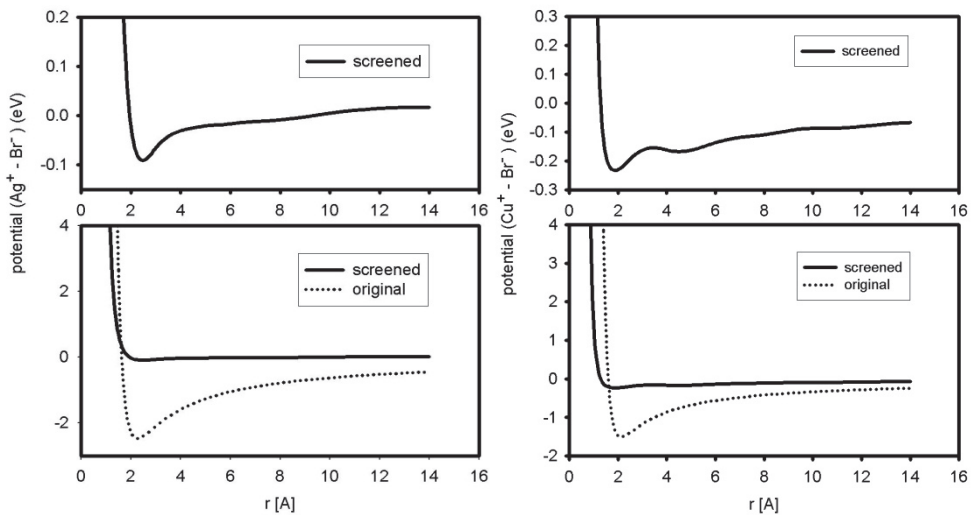 0.2
0.1
0.0
-0.1
screened
0 2 4 6 8 10 12 14 16
potential (Ag+ - Br-) (eV)
4
2
0
-2
screened
original
0 2 4 6 8 10 12 14 16
r [A]
0.3
0.2
0.1
0.0
-0.1
-0.2
-0.3
screened
0 2 4 6 8 10 12 14 16
potential (Cu+ - Br-) (eV)
4
3
2
1
0
-1
-2
screened
original
0 2 4 6 8 10 12 14 16
r [A]